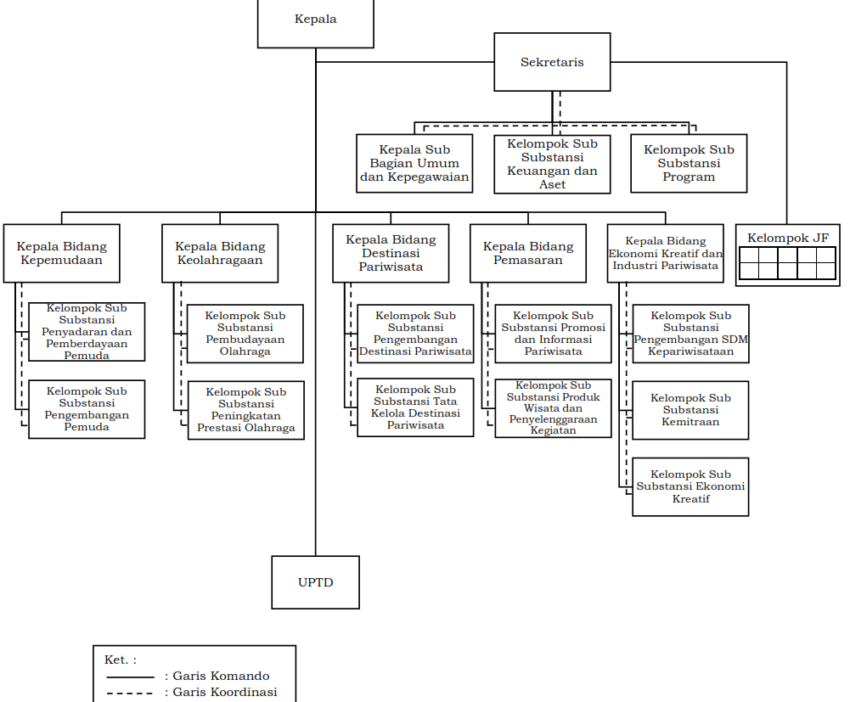 Kepala
Sekretaris
Kepala Sub
Bagian Umum
dan Kepegawaian
Kelompok Sub
Substansi
Keuangan dan
Aset
Kelompok Sub
Substansi
Program
Kepala Bidang
Kepemudaan
Kepala Bidang
Keolahragaan
Kepala Bidang
Destinasi
Pariwisata
Kepala Bidang
Pemasaran
Kepala Bidang
Ekonomi Kreatif dan
Industri Pariwisata
Kelompok JF
Kelompok Sub
Substansi
Penyadaran dan
Pemberdayaan
Pemuda
Kelompok Sub
Substansi
Pembudayaan
Olahraga
Kelompok Sub
Substansi
Pengembangan
Destinasi Pariwisata
Kelompok Sub
Substansi Promosi
dan Informasi
Pariwisata
Kelompok Sub
Substansi
Pengembangan SDM
Kepariwisataan
Kelompok Sub
Substansi
Pengembangan
Pemuda
Kelompok Sub
Substansi
Peningkatan
Prestasi Olahraga
Kelompok Sub
Substansi Tata
Kelola Destinasi
Pariwisata
Kelompok Sub
Substansi Produk
Wisata dan
Penyelenggaraan
Kegiatan
Kelompok Sub
Substansi
Kemitraan
Kelompok Sub
Substansi Ekonomi
Kreatif
UPTD
Ket. :
: Garis Komando
: Garis Koordinasi